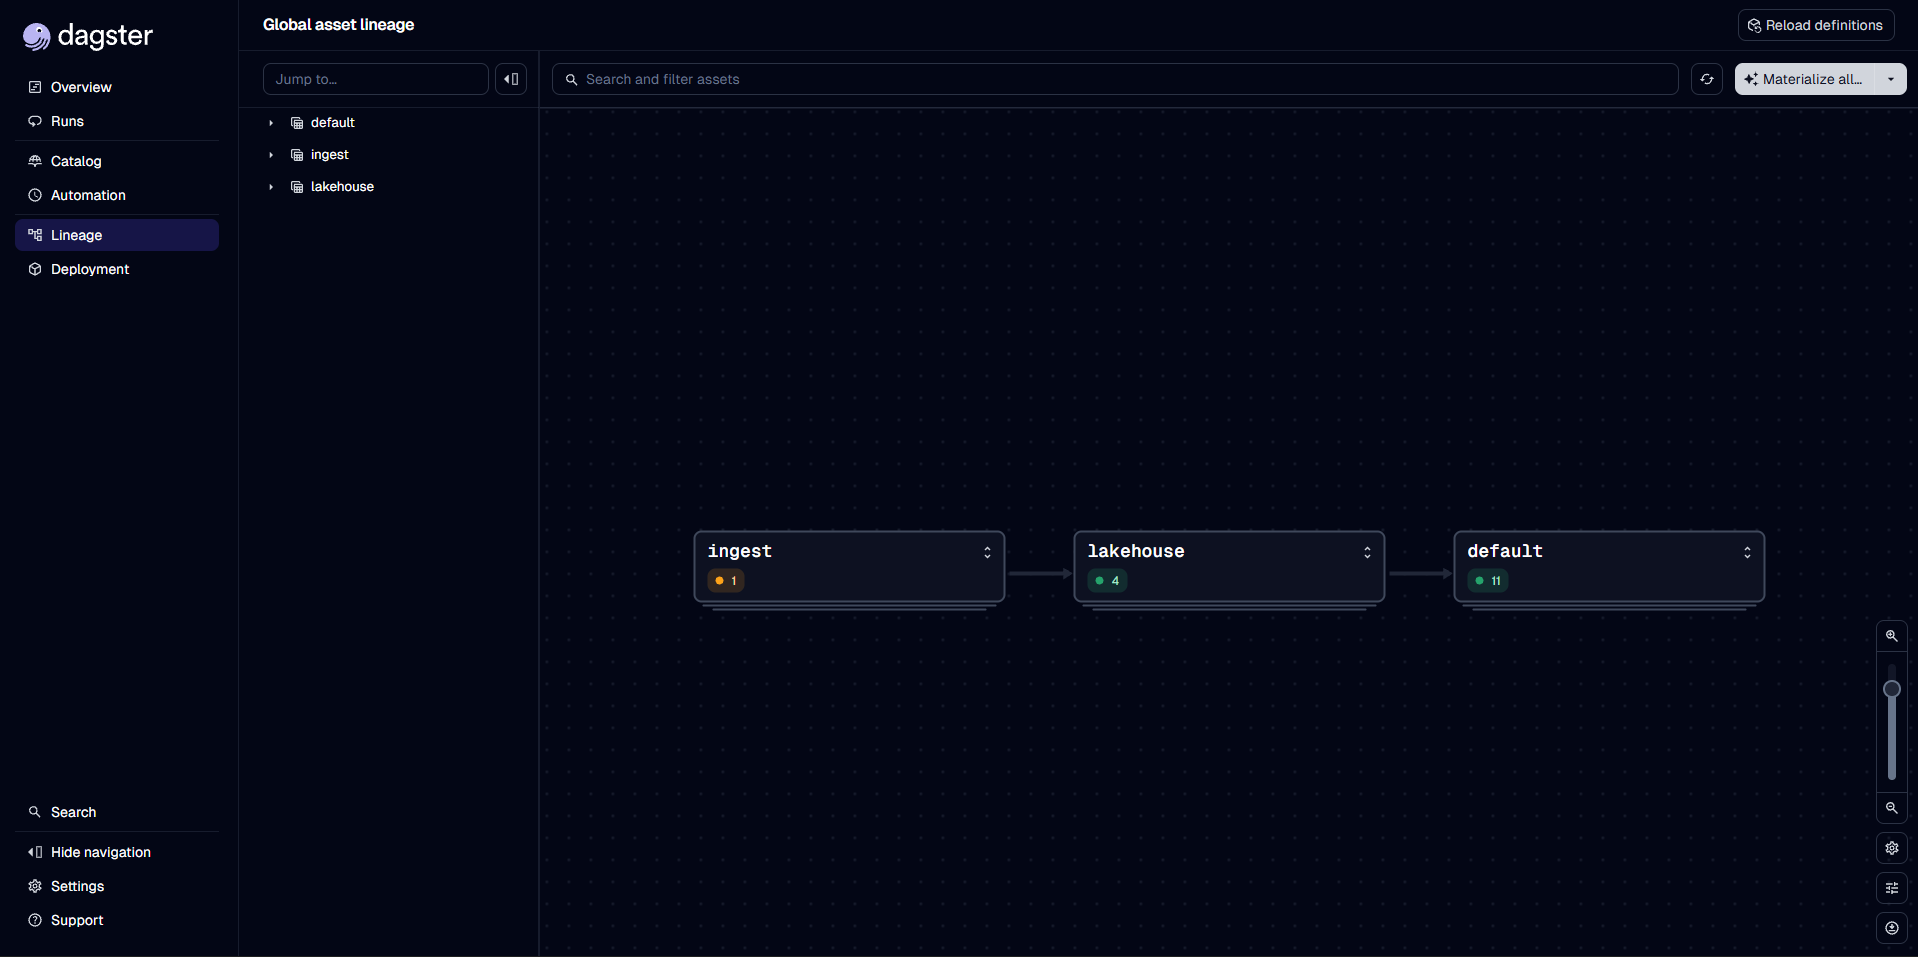 dagster
Overview
Runs
Catalog
Automation
Lineage
Deployment
Search
Hide navigation
Settings
Support
Global asset lineage
Reload definitions
Jump to…
Search and filter assets
Materialize all…
default
ingest
lakehouse
ingest
1
lakehouse
4
default
11